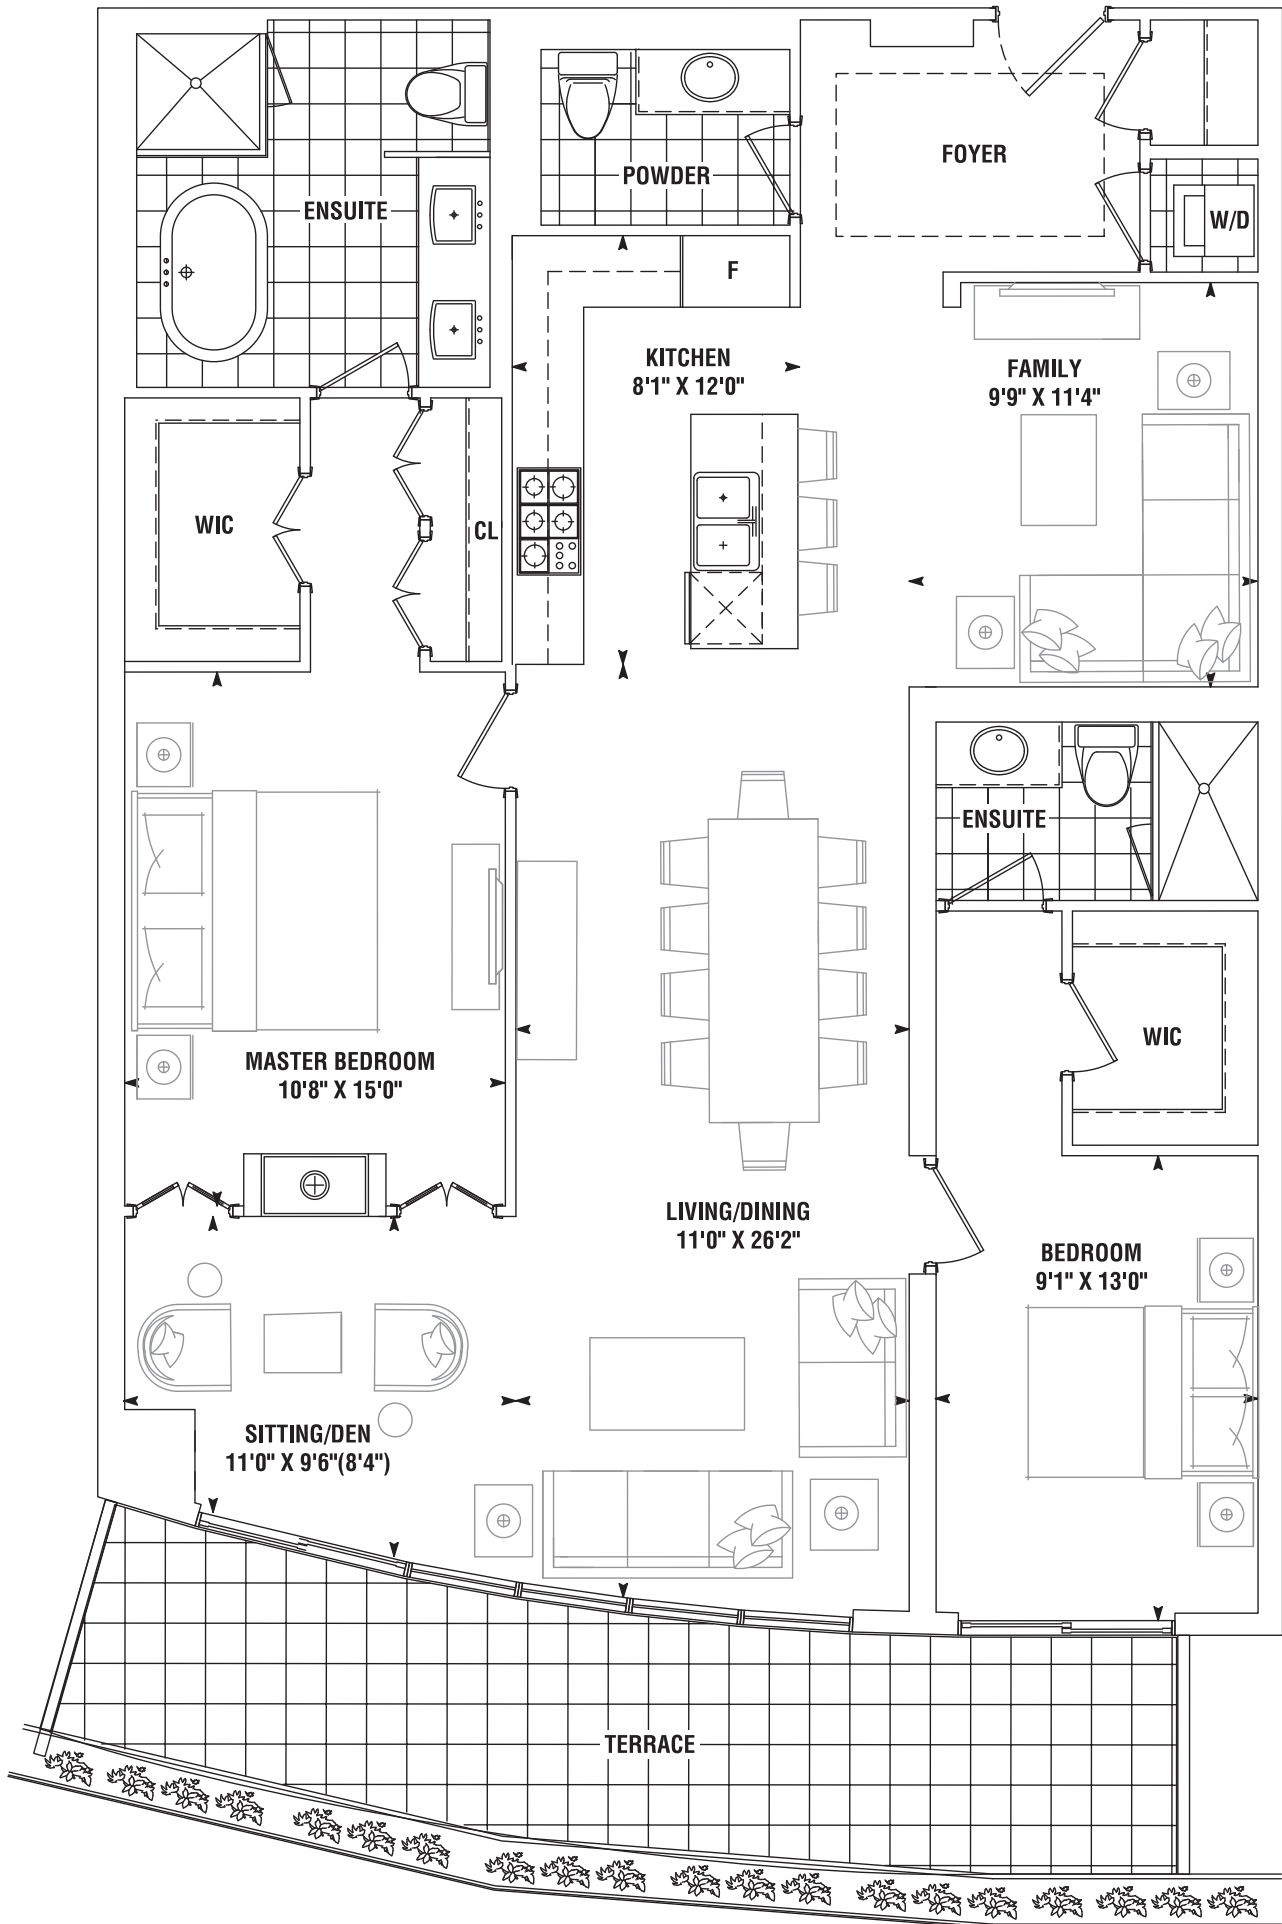 FOYER
POWDER
ENSUITE
W/D
F
KITCHEN
8'1" X 12'0"
FAMILY
9'9" X 11'4"
WIC
CL
ENSUITE
WIC
MASTER BEDROOM
10'8" X 15'0"
LIVING/DINING
11'0" X 26'2"
BEDROOM
9'1" X 13'0"
SITTING/DEN
11'0" X 9'6"(8'4")
TERRACE